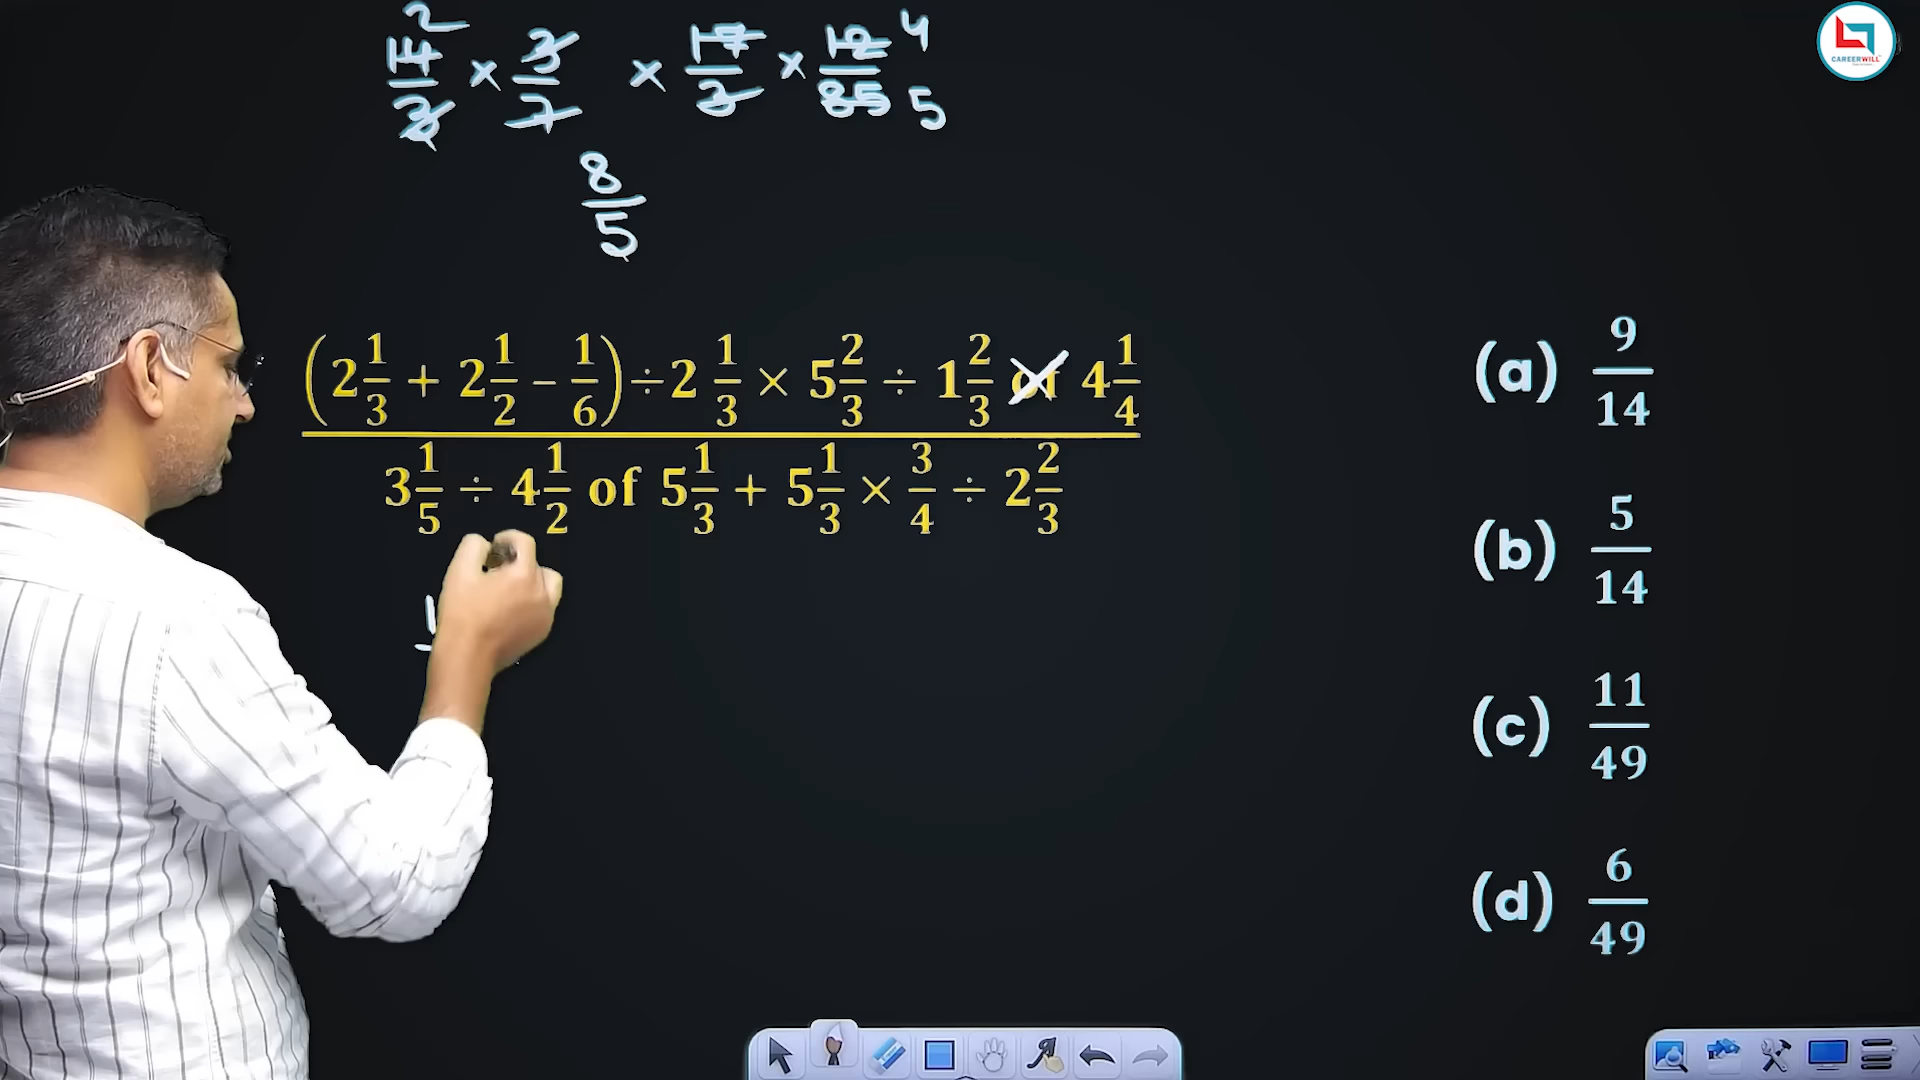 14/3 2 × 3/7 × 17/3 × 12/85 4 5
8/5
CAREERWILL
(2 1/3 + 2 1/2 − 1/6) ÷ 2 1/3 × 5 2/3 ÷ 1 2/3 of × 4 1/4
3 1/5 ÷ 4 1/2 of 5 1/3 + 5 1/3 × 3/4 ÷ 2 2/3
(a) 9/14
(b) 5/14
(c) 11/49
(d) 6/49